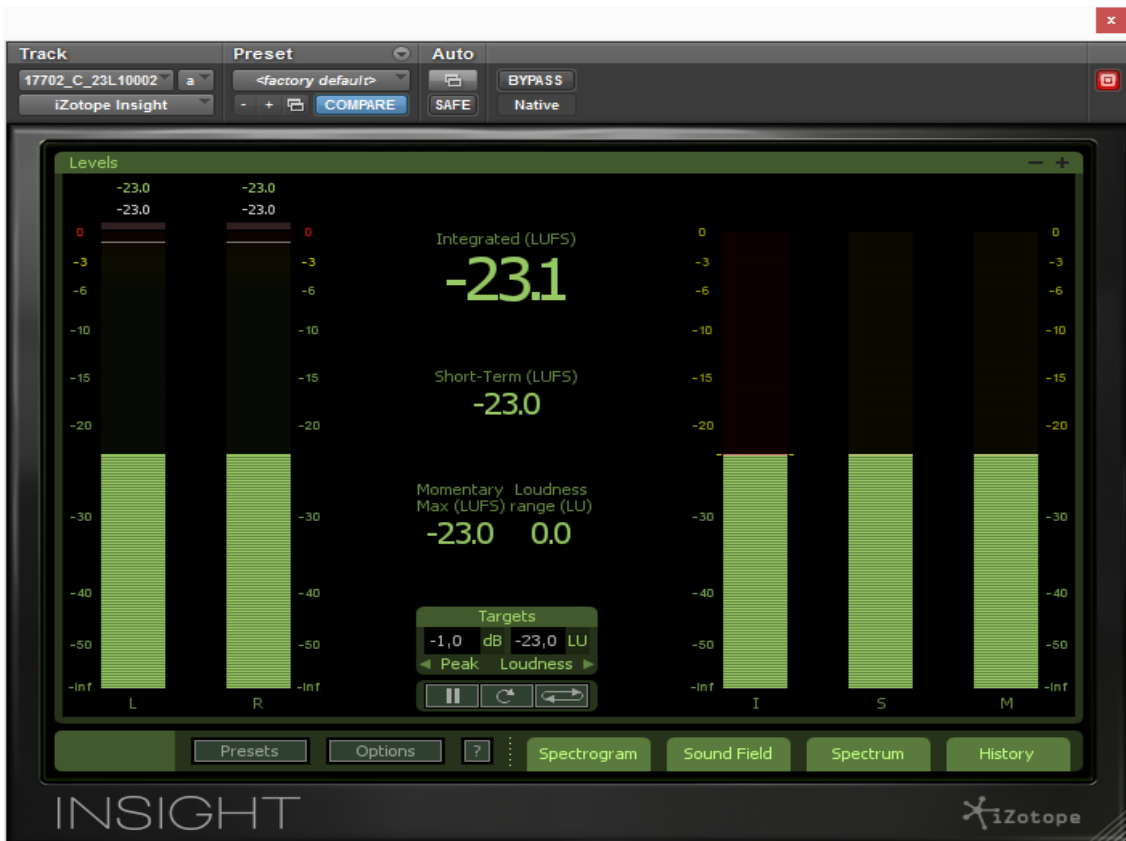 x
Track Preset Auto
17702_C_23L10002 a <factory default> BYPASS
iZotope Insight - + COMPARE SAFE Native
Levels - +
-23.0 -23.0
-23.0 -23.0
0 0 0 0
-3 -3 -3 -3
-6 -6 -6 -6
-10 -10 -10 -10
-15 -15 -15 -15
-20 -20 -20 -20
-30 -30 -30 -30
-40 -40 -40 -40
-50 -50 -50 -50
-Inf -Inf -Inf -Inf
L R
Integrated (LUFS)
-23.1
Short-Term (LUFS)
-23.0
Momentary Loudness
Max (LUFS) range (LU)
-23.0 0.0
Targets
-1,0 dB -23,0 LU
Peak Loudness
I S M
Presets Options ? Spectrogram Sound Field Spectrum History
INSIGHT iZotope